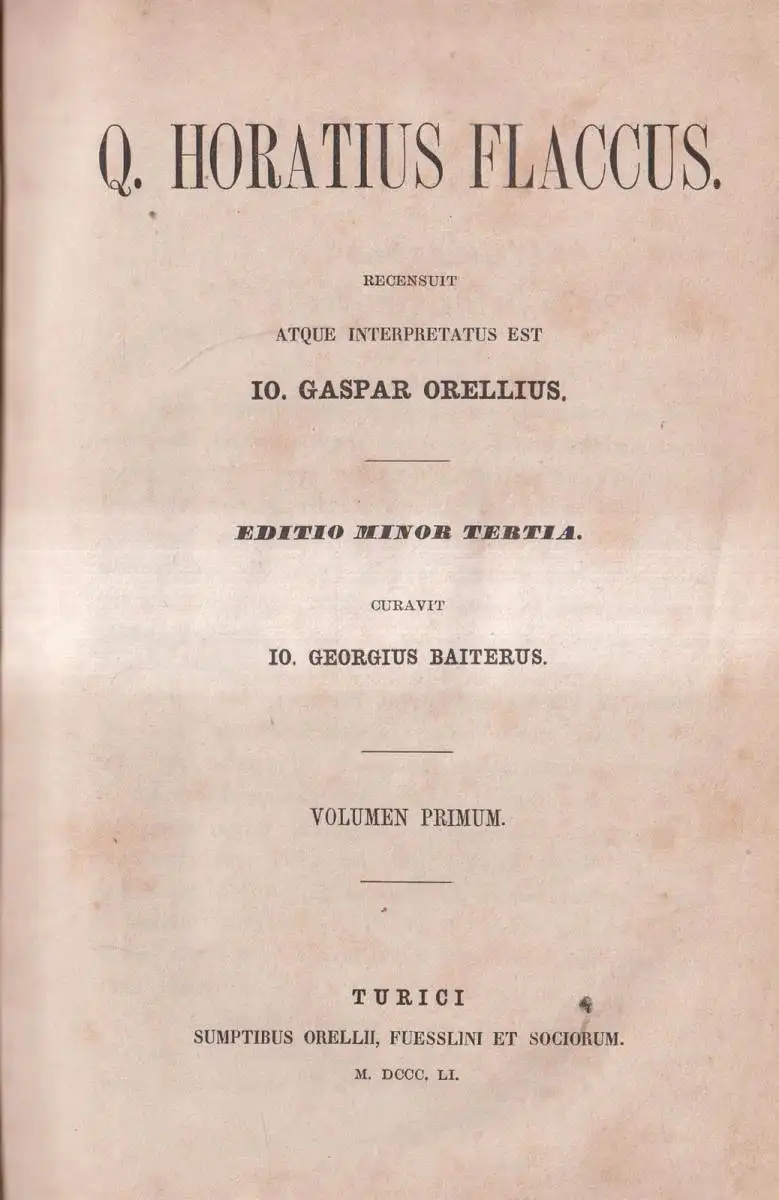 Q. HORATIUS FLACCUS.
RECENSUIT
ATQUE INTERPRETATUS EST
IO. GASPAR ORELLIUS.
EDITIO MINOR TERTIA.
CURAVIT
IO. GEORGIUS BAITERUS.
VOLUMEN PRIMUM.
TURICI
SUMPTIBUS ORELLII, FUESSLINI ET SOCIORUM.
M. DCCC. LI.